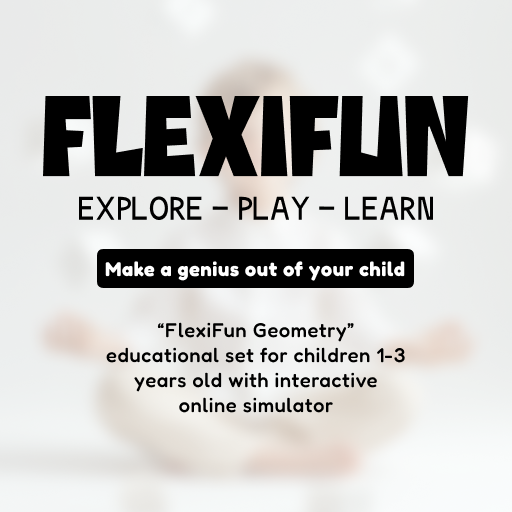 FLEXIFUN
EXPLORE – PLAY – LEARN
Make a genius out of your child
“FlexiFun Geometry”
educational set for children 1-3
years old with interactive
online simulator